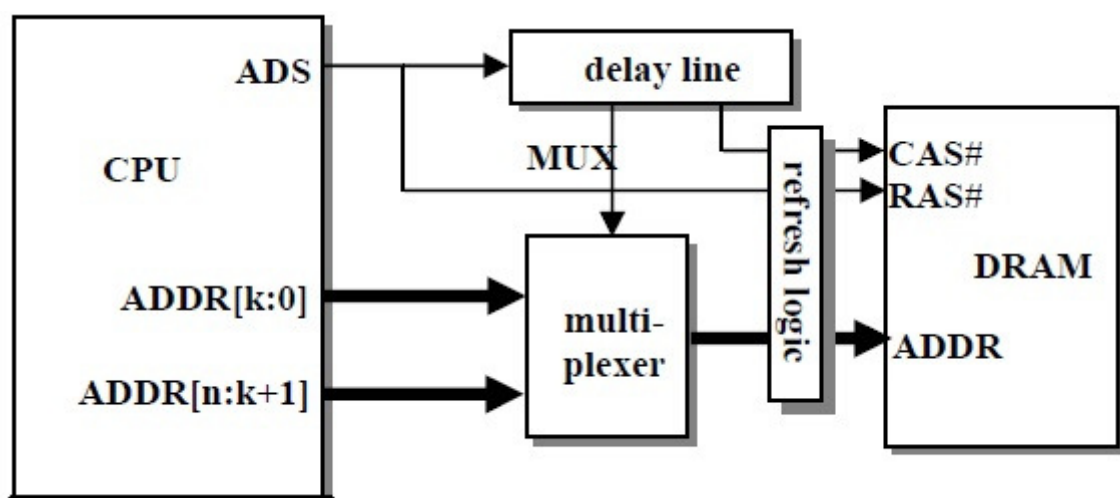 ADS
delay line
CPU
MUX
CAS#
RAS#
refresh logic
DRAM
ADDR[k:0]
multi-
plexer
ADDR
ADDR[n:k+1]